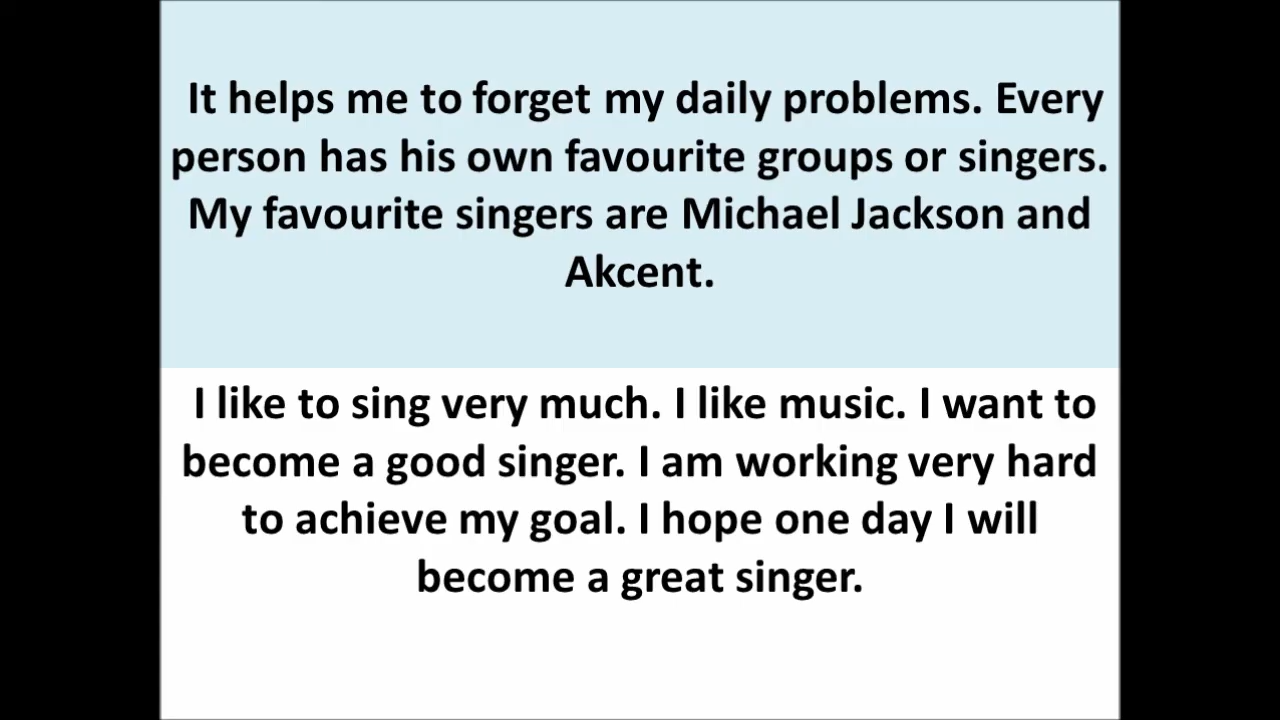 It helps me to forget my daily problems. Every
person has his own favourite groups or singers.
My favourite singers are Michael Jackson and
Akcent.
I like to sing very much. I like music. I want to
become a good singer. I am working very hard
to achieve my goal. I hope one day I will
become a great singer.